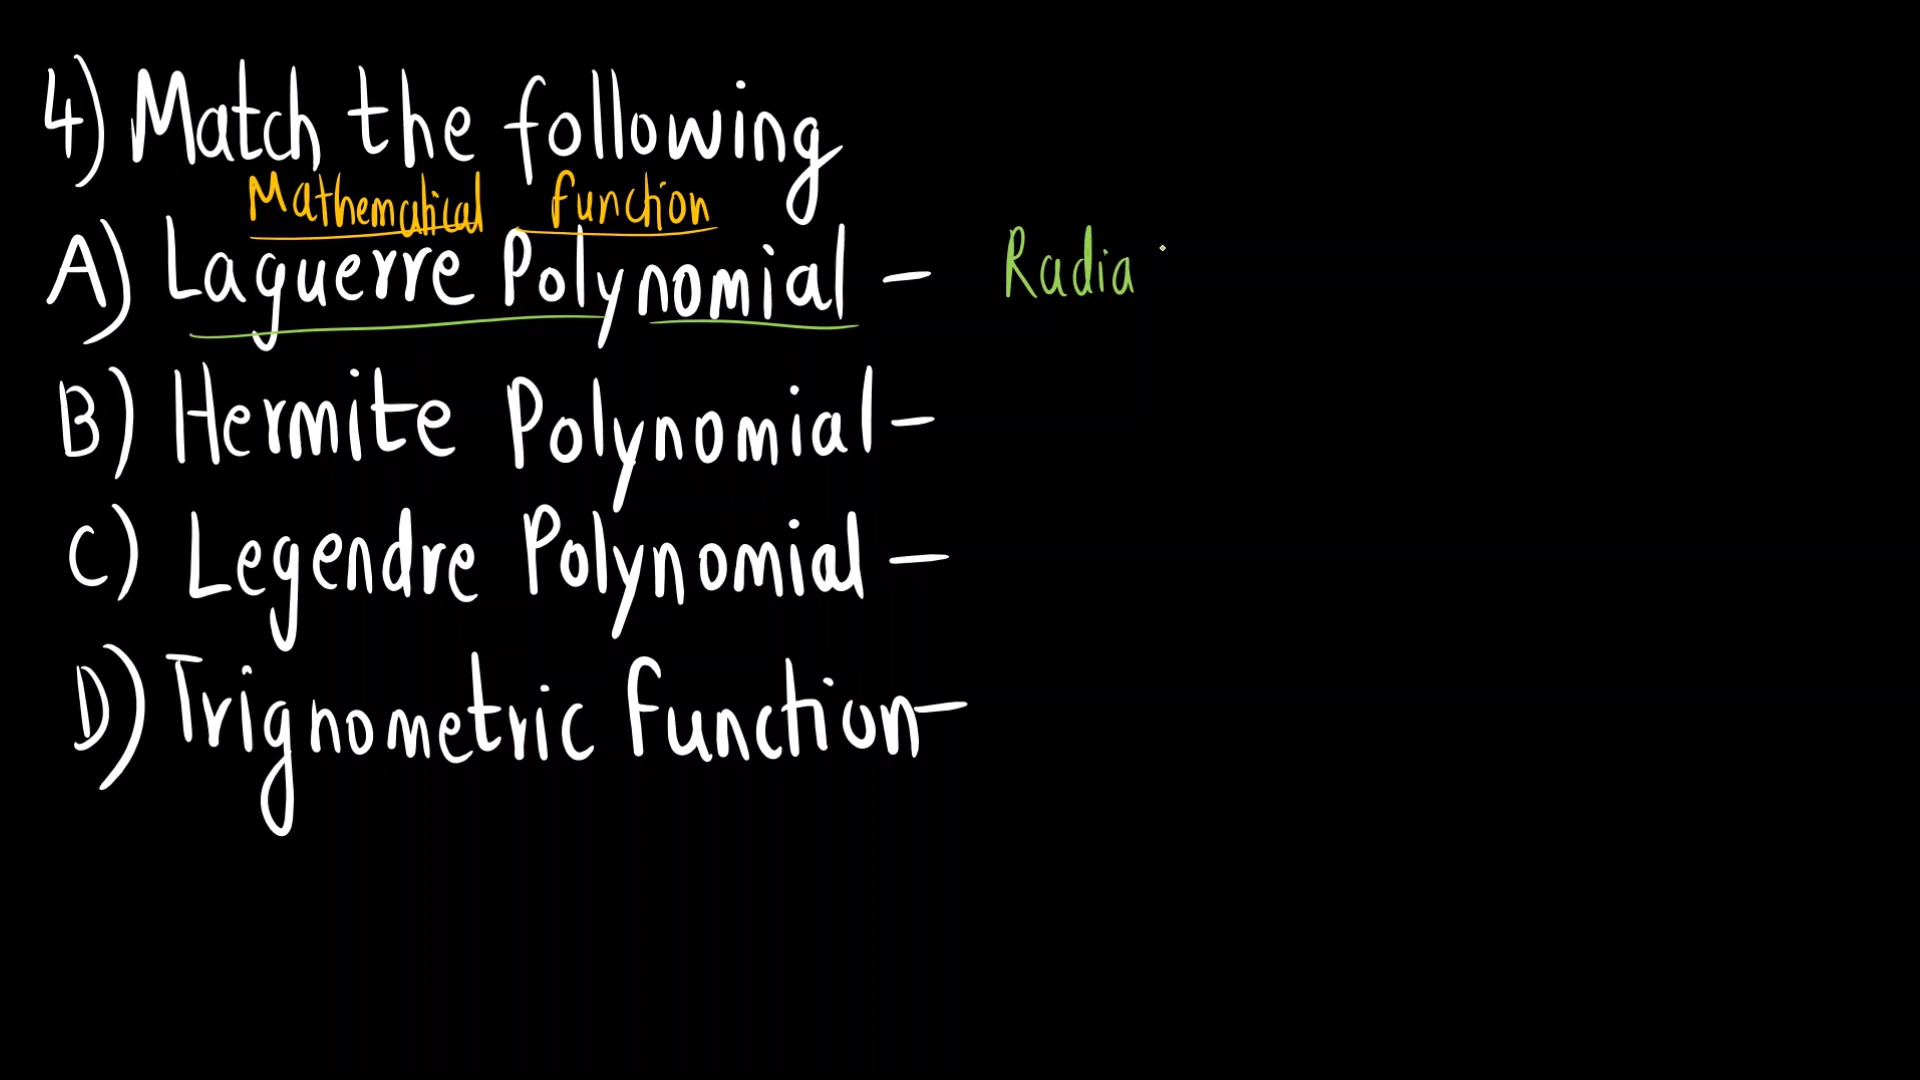 4) Match the following
Mathematical function
A) Laguerre Polynomial - Radia
B) Hermite Polynomial-
C) Legendre Polynomial -
D) Trignometric function-